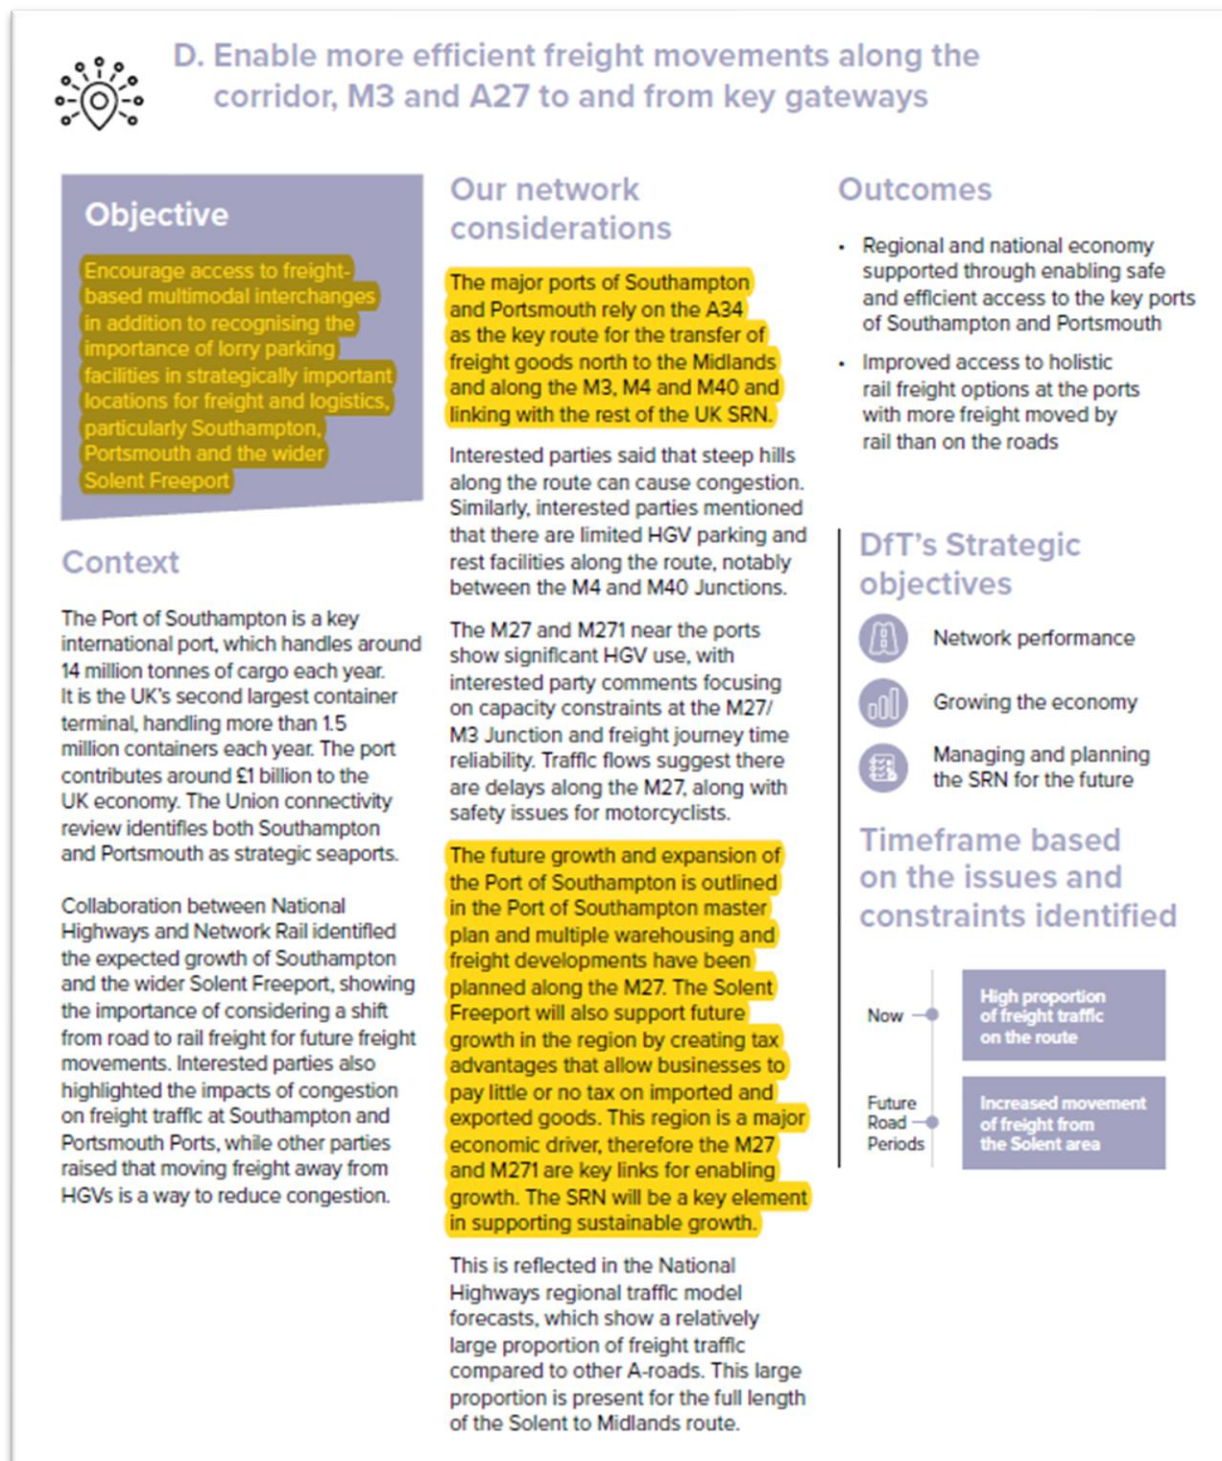 D. Enable more efficient freight movements along the
corridor, M3 and A27 to and from key gateways
Objective
Encourage access to freight-
based multimodal interchanges
in addition to recognising the
importance of lorry parking
facilities in strategically important
locations for freight and logistics,
particularly Southampton,
Portsmouth and the wider
Solent Freeport
Context
The Port of Southampton is a key
international port, which handles around
14 million tonnes of cargo each year.
It is the UK's second largest container
terminal, handling more than 1.5
million containers each year. The port
contributes around £1 billion to the
UK economy. The Union connectivity
review identifies both Southampton
and Portsmouth as strategic seaports.
Collaboration between National
Highways and Network Rail identified
the expected growth of Southampton
and the wider Solent Freeport, showing
the importance of considering a shift
from road to rail freight for future freight
movements. Interested parties also
highlighted the impacts of congestion
on freight traffic at Southampton and
Portsmouth Ports, while other parties
raised that moving freight away from
HGVs is a way to reduce congestion.
Our network
considerations
The major ports of Southampton
and Portsmouth rely on the A34
as the key route for the transfer of
freight goods north to the Midlands
and along the M3, M4 and M40 and
linking with the rest of the UK SRN.
Interested parties said that steep hills
along the route can cause congestion.
Similarly, interested parties mentioned
that there are limited HGV parking and
rest facilities along the route, notably
between the M4 and M40 Junctions.
The M27 and M271 near the ports
show significant HGV use, with
interested party comments focusing
on capacity constraints at the M27/
M3 Junction and freight journey time
reliability. Traffic flows suggest there
are delays along the M27, along with
safety issues for motorcyclists.
The future growth and expansion of
the Port of Southampton is outlined
in the Port of Southampton master
plan and multiple warehousing and
freight developments have been
planned along the M27. The Solent
Freeport will also support future
growth in the region by creating tax
advantages that allow businesses to
pay little or no tax on imported and
exported goods. This region is a major
economic driver, therefore the M27
and M271 are key links for enabling
growth. The SRN will be a key element
in supporting sustainable growth.
This is reflected in the National
Highways regional traffic model
forecasts, which show a relatively
large proportion of freight traffic
compared to other A-roads. This large
proportion is present for the full length
of the Solent to Midlands route.
Outcomes
• Regional and national economy
supported through enabling safe
and efficient access to the key ports
of Southampton and Portsmouth
• Improved access to holistic
rail freight options at the ports
with more freight moved by
rail than on the roads
DfT's Strategic
objectives
Network performance
Growing the economy
Managing and planning
the SRN for the future
Timeframe based
on the issues and
constraints identified
Now
High proportion
of freight traffic
on the route
Future
Road
Periods
Increased movement
of freight from
the Solent area